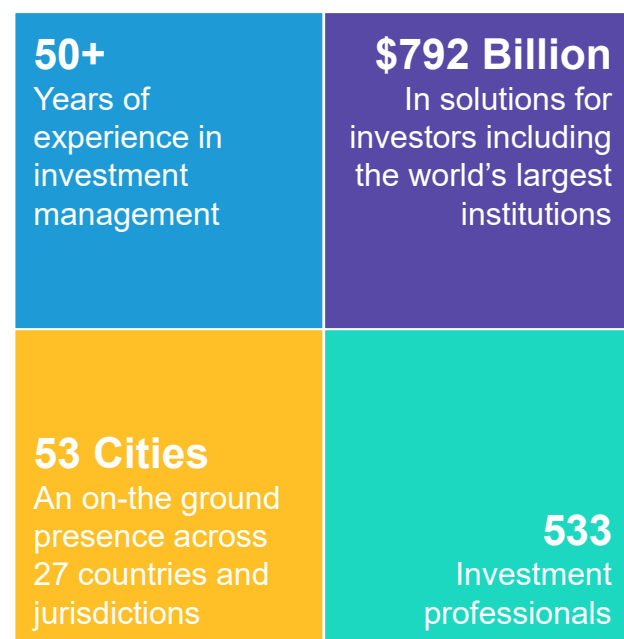 50+
Years of
experience in
investment
management
$792 Billion
In solutions for
investors including
the world’s largest
institutions
53 Cities
An on-the ground
presence across
27 countries and
jurisdictions
533
Investment
professionals